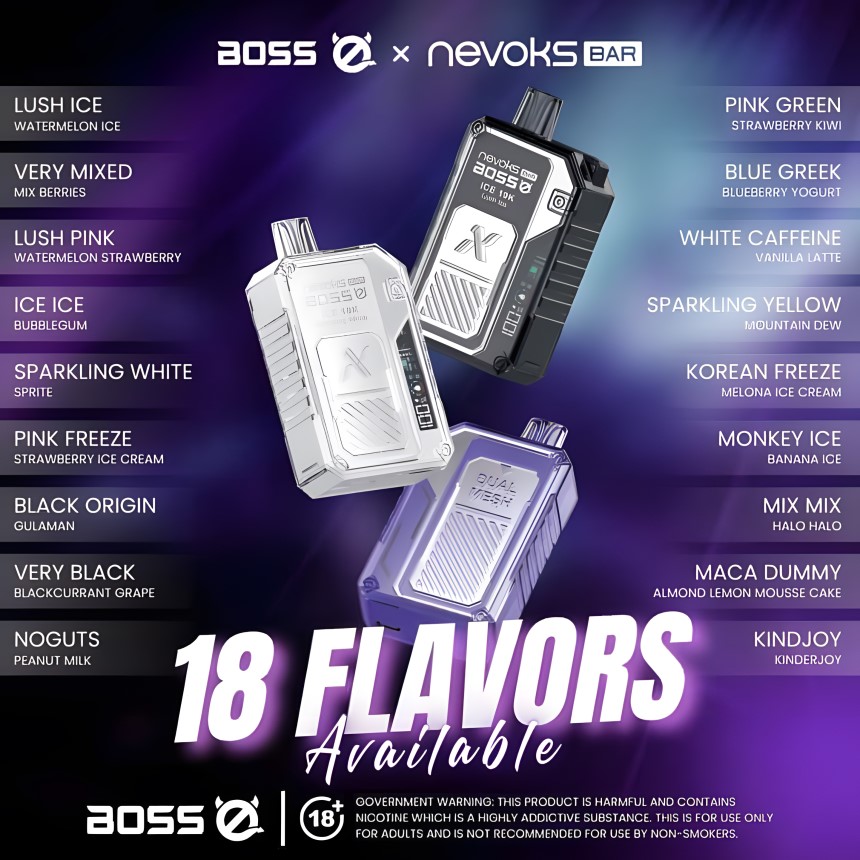 BOSS X nevoks BAR
LUSH ICE
WATERMELON ICE
VERY MIXED
MIX BERRIES
LUSH PINK
WATERMELON STRAWBERRY
ICE ICE
BUBBLEGUM
SPARKLING WHITE
SPRITE
PINK FREEZE
STRAWBERRY ICE CREAM
BLACK ORIGIN
GULAMAN
VERY BLACK
BLACKCURRANT GRAPE
NOGUTS
PEANUT MILK
PINK GREEN
STRAWBERRY KIWI
BLUE GREEK
BLUEBERRY YOGURT
WHITE CAFFEINE
VANILLA LATTE
SPARKLING YELLOW
MOUNTAIN DEW
KOREAN FREEZE
MELONA ICE CREAM
MONKEY ICE
BANANA ICE
MIX MIX
HALO HALO
MACA DUMMY
ALMOND LEMON MOUSSE CAKE
KINDJOY
KINDERJOY
nevoks BAR
BOSS
ICE 10K
X
100
BOSS
X
100
DUAL
MESH
18 FLAVORS
Available
BOSS
18+
GOVERNMENT WARNING: THIS PRODUCT IS HARMFUL AND CONTAINS
NICOTINE WHICH IS A HIGHLY ADDICTIVE SUBSTANCE. THIS IS FOR USE ONLY
FOR ADULTS AND IS NOT RECOMMENDED FOR USE BY NON-SMOKERS.